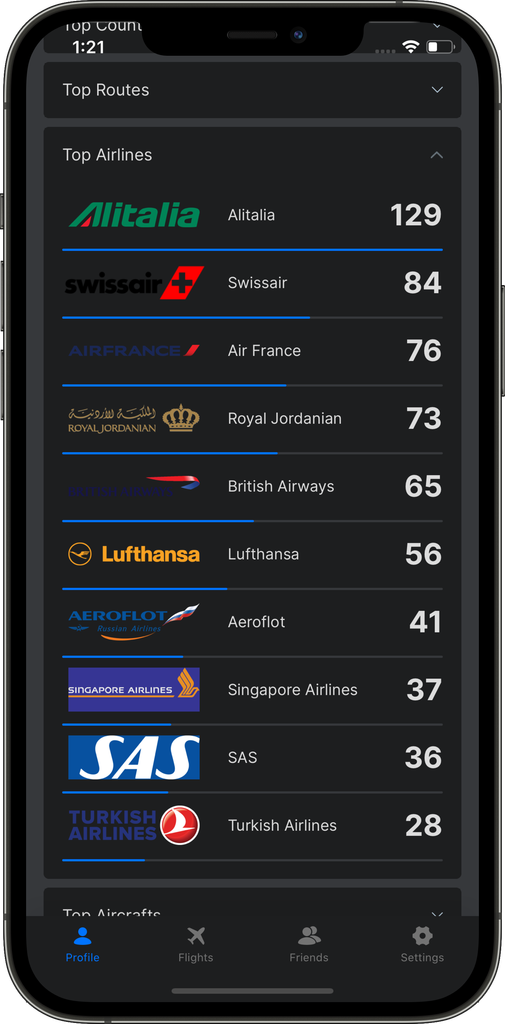 Top Count
1:21
Top Routes
Top Airlines
Alitalia Alitalia 129
swissair Swissair 84
AIRFRANCE Air France 76
الملكية الأردنية
ROYAL JORDANIAN Royal Jordanian 73
BRITISH AIRWAYS British Airways 65
Lufthansa Lufthansa 56
AEROFLOT
Russian Airlines Aeroflot 41
SINGAPORE AIRLINES Singapore Airlines 37
SAS SAS 36
TURKISH
AIRLINES Turkish Airlines 28
Top Aircrafts
Profile Flights Friends Settings